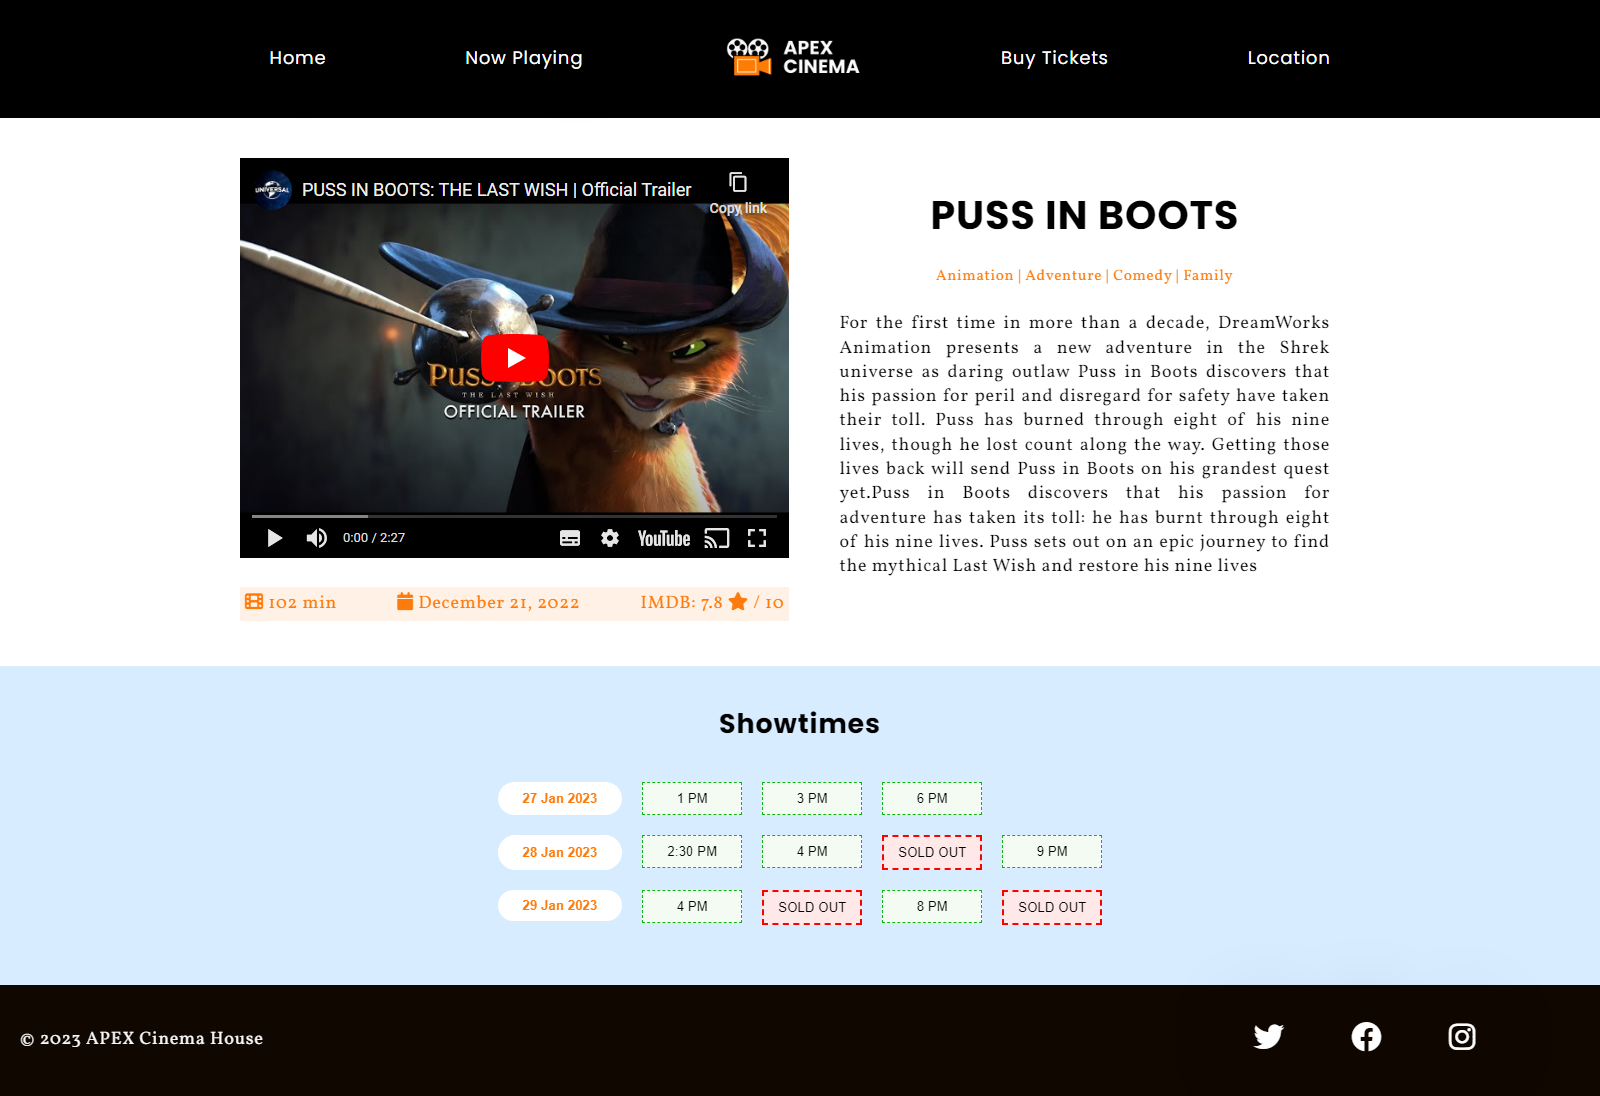 Home
Now Playing
APEX
CINEMA
Buy Tickets
Location
UNIVERSAL
PUSS IN BOOTS: THE LAST WISH | Official Trailer
Copy link
THE LAST WISH
OFFICIAL TRAILER
0:00 / 2:27
YouTube
102 min
December 21, 2022
IMDB: 7.8 / 10
PUSS IN BOOTS
Animation | Adventure | Comedy | Family
For the first time in more than a decade, DreamWorks
Animation presents a new adventure in the Shrek
universe as daring outlaw Puss in Boots discovers that
his passion for peril and disregard for safety have taken
their toll. Puss has burned through eight of his nine
lives, though he lost count along the way. Getting those
lives back will send Puss in Boots on his grandest quest
yet.Puss in Boots discovers that his passion for
adventure has taken its toll: he has burnt through eight
of his nine lives. Puss sets out on an epic journey to find
the mythical Last Wish and restore his nine lives
Showtimes
27 Jan 2023 1 PM 3 PM 6 PM
28 Jan 2023 2:30 PM 4 PM SOLD OUT 9 PM
29 Jan 2023 4 PM SOLD OUT 8 PM SOLD OUT
© 2023 APEX Cinema House